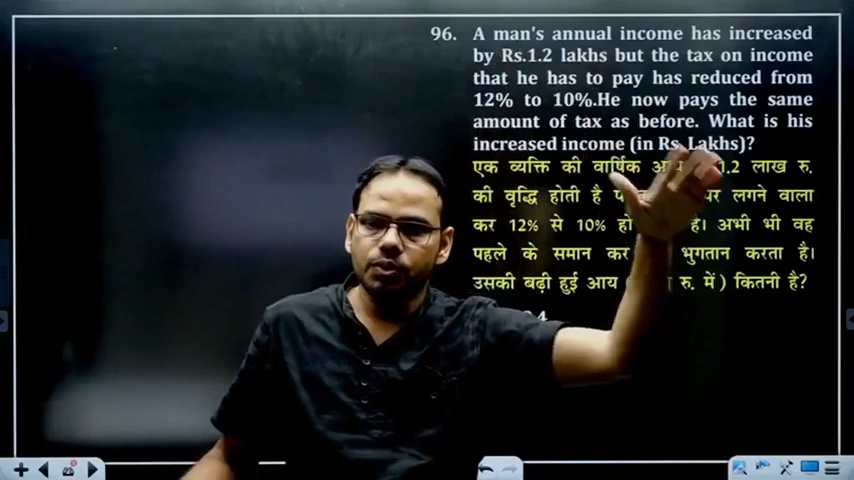 96. A man's annual income has increased
by Rs.1.2 lakhs but the tax on income
that he has to pay has reduced from
12% to 10%.He now pays the same
amount of tax as before. What is his
increased income (in Rs. Lakhs)?
एक व्यक्ति की वार्षिक 1.2 लाख रु.
की वृद्धि होती है पर लगने वाला
कर 12% से 10% है। अभी भी वह
पहले के समान कर भुगतान करता है।
उसकी बढ़ी हुई आय रु. में ) कितनी है?